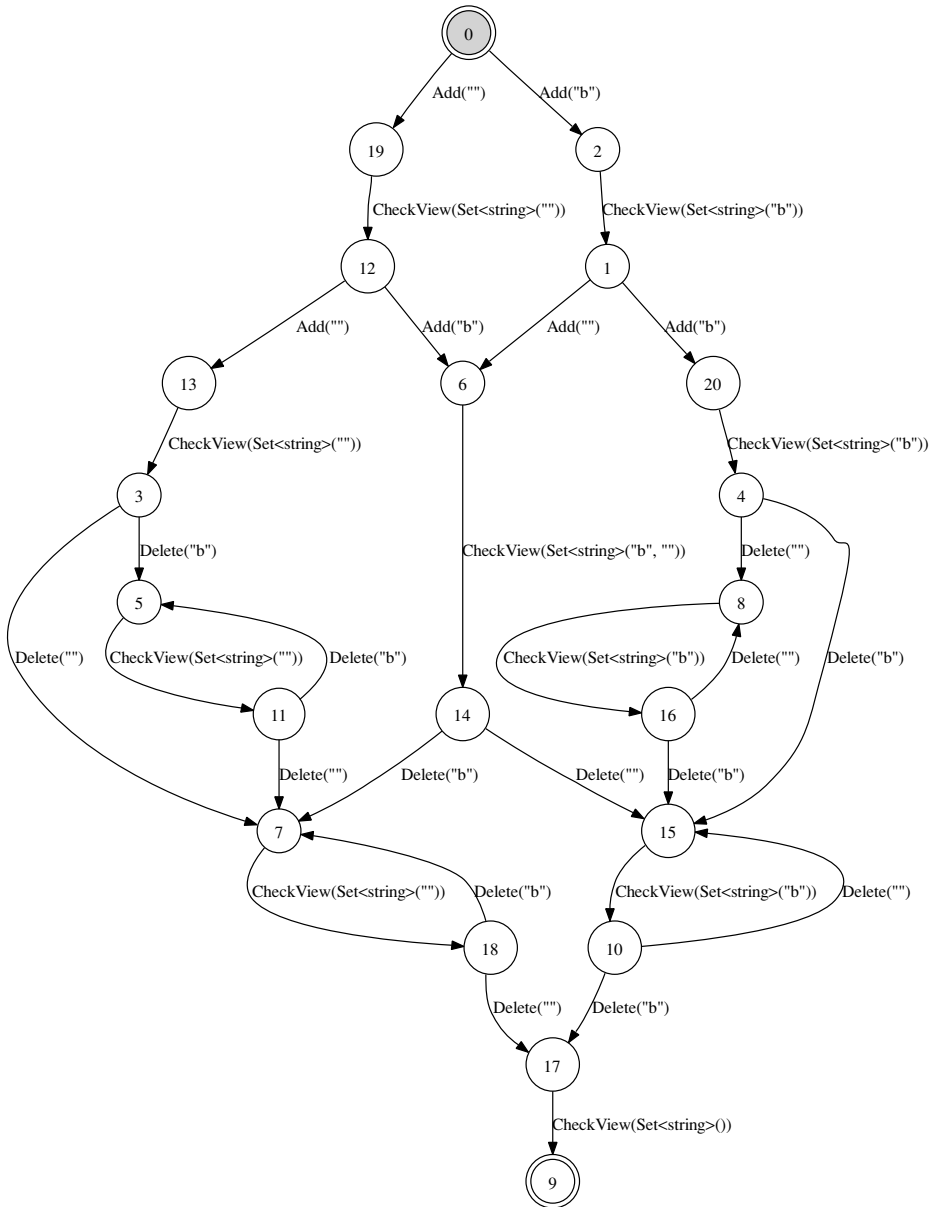 0
Add("")
Add("b")
19
2
CheckView(Set<string>(""))
CheckView(Set<string>("b"))
12
1
Add("")
Add("b")
Add("")
Add("b")
13
6
20
CheckView(Set<string>(""))
CheckView(Set<string>("b"))
3
4
Delete("b")
CheckView(Set<string>("b", ""))
Delete("")
5
8
Delete("")
CheckView(Set<string>(""))
Delete("b")
CheckView(Set<string>("b"))
Delete("")
Delete("b")
11
14
16
Delete("")
Delete("b")
Delete("")
Delete("b")
7
15
CheckView(Set<string>(""))
Delete("b")
CheckView(Set<string>("b"))
Delete("")
18
10
Delete("")
Delete("b")
17
CheckView(Set<string>())
9